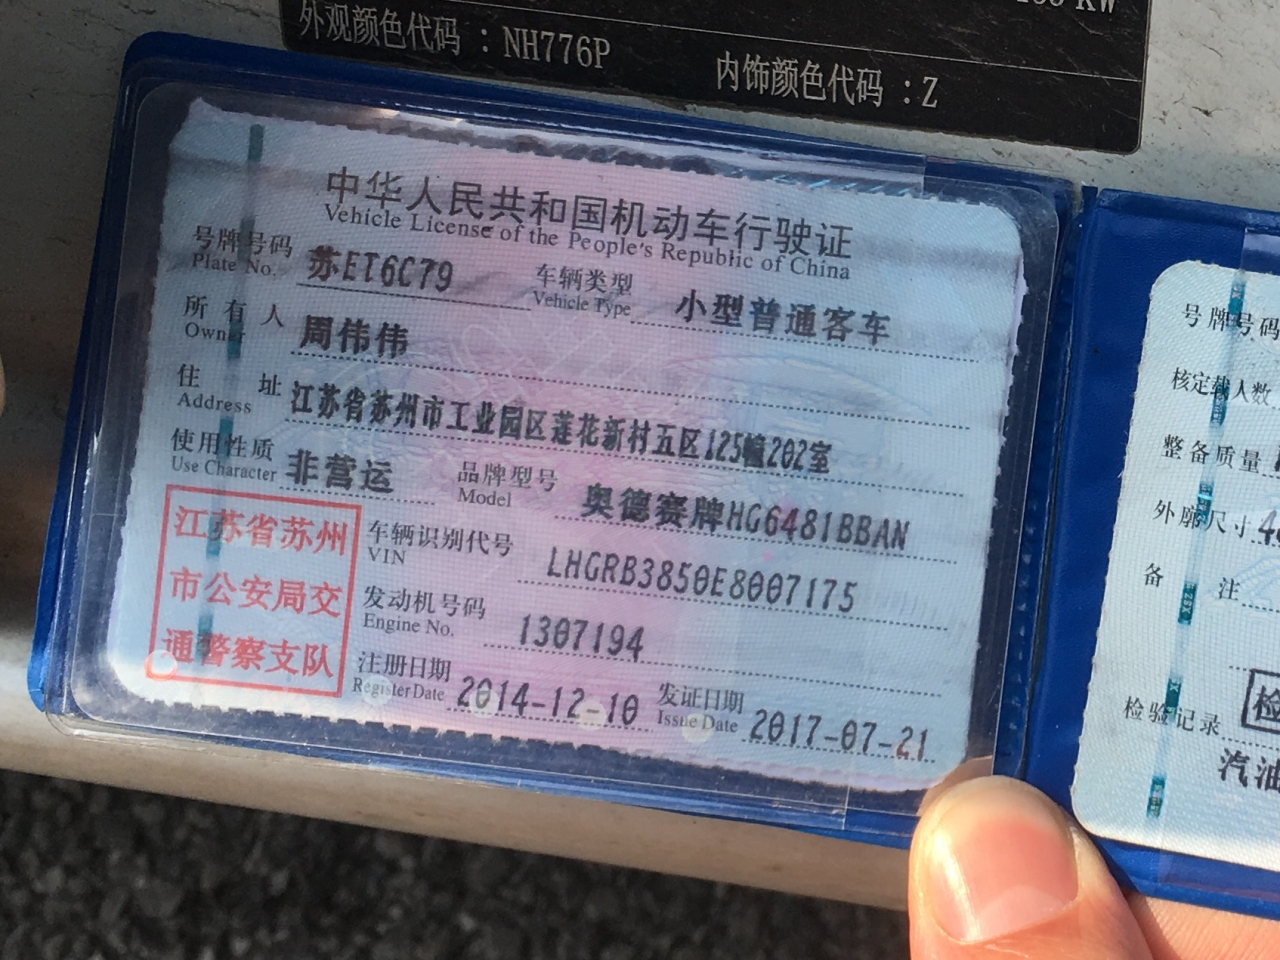 外观颜色代码：NH776P
内饰颜色代码：Z
中华人民共和国机动车行驶证
Vehicle License of the People's Republic of China
号牌号码 苏ET6C79 车辆类型 小型普通客车
Plate No. Vehicle Type
所有人 周伟伟
Owner
住址 江苏省苏州市工业园区莲花新村五区125幢202室
Address
使用性质 非营运 品牌型号 奥德赛牌HG6481BBAN
Use Character Model
江苏省苏州
市公安局交
通警察支队
车辆识别代号 LHGRB3850E8007175
VIN
发动机号码 1307194
Engine No.
注册日期 2014-12-10 发证日期 2017-07-21
Register Date Issue Date
号牌号码
核定载人数
整备质量
外廓尺寸
备注
检验记录
汽油